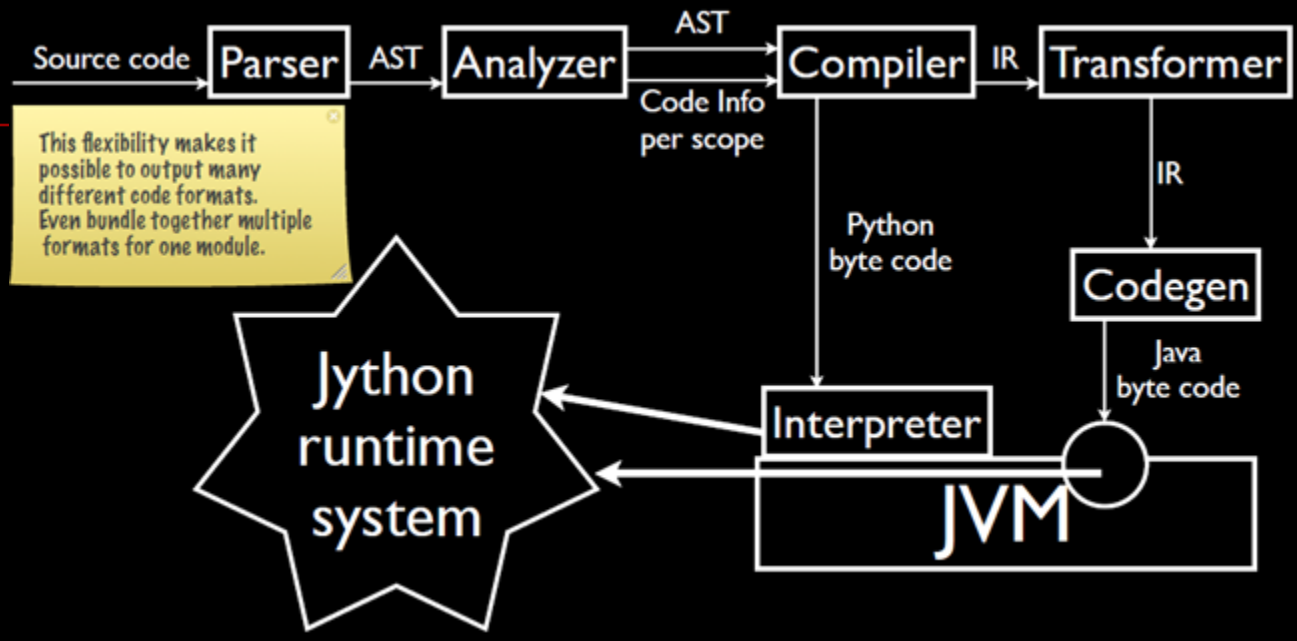 Source code
Parser
AST
Analyzer
AST
Code Info
per scope
Compiler
IR
Transformer
This flexibility makes it
possible to output many
different code formats.
Even bundle together multiple
formats for one module.
IR
Python
byte code
Codegen
Java
byte code
Jython
runtime
system
Interpreter
JVM